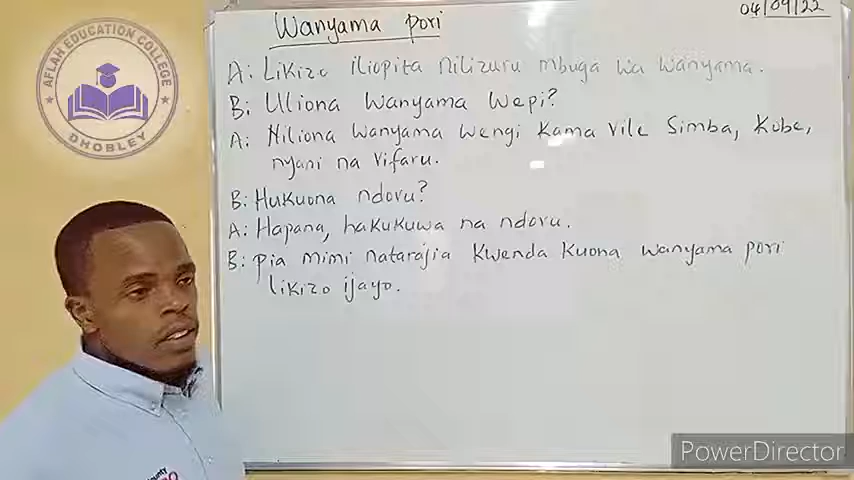 Wanyama pori
04/09/22
A: Likizo iliopita nilizuru mbuga wa wanyama.
B: Uliona wanyama wepi?
A: Niliona wanyama wengi kama vile Simba, Kobe,
nyani na vifaru.
B: Hukuona ndovu?
A: Hapana, hakukuwa na ndovu.
B: pia mimi natarajia kwenda kuona wanyama pori
likizo ijayo.
AFLAH EDUCATION COLLEGE
DHOBLEY
PowerDirector